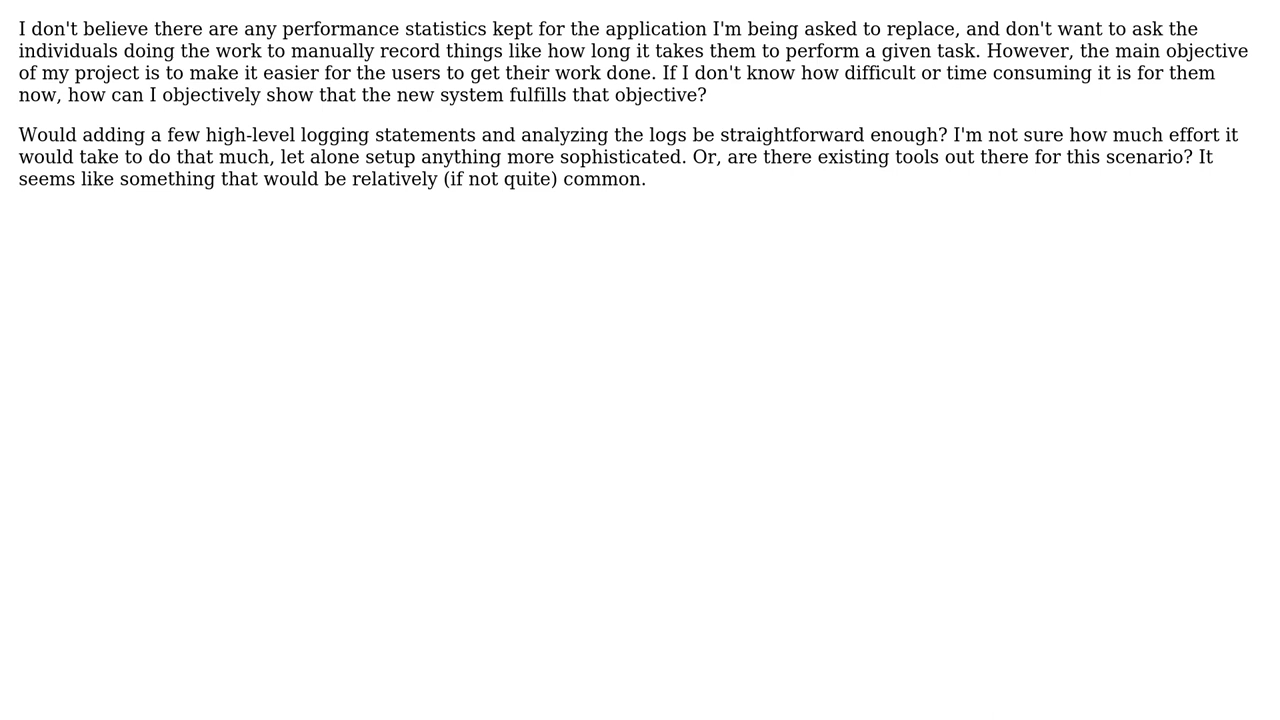 I don't believe there are any performance statistics kept for the application I'm being asked to replace, and don't want to ask the
individuals doing the work to manually record things like how long it takes them to perform a given task. However, the main objective
of my project is to make it easier for the users to get their work done. If I don't know how difficult or time consuming it is for them
now, how can I objectively show that the new system fulfills that objective?
Would adding a few high-level logging statements and analyzing the logs be straightforward enough? I'm not sure how much effort it
would take to do that much, let alone setup anything more sophisticated. Or, are there existing tools out there for this scenario? It
seems like something that would be relatively (if not quite) common.